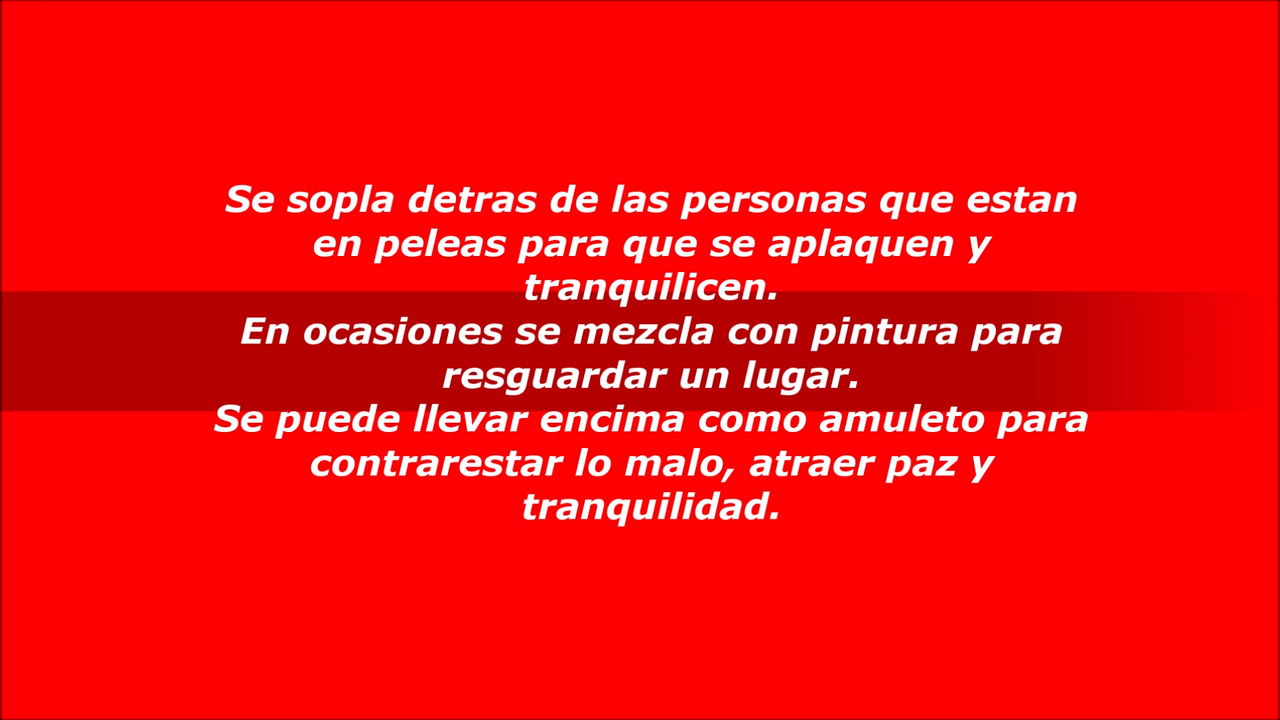 Se sopla detras de las personas que estan
en peleas para que se aplaquen y
tranquilicen.
En ocasiones se mezcla con pintura para
resguardar un lugar.
Se puede llevar encima como amuleto para
contrarestar lo malo, atraer paz y
tranquilidad.